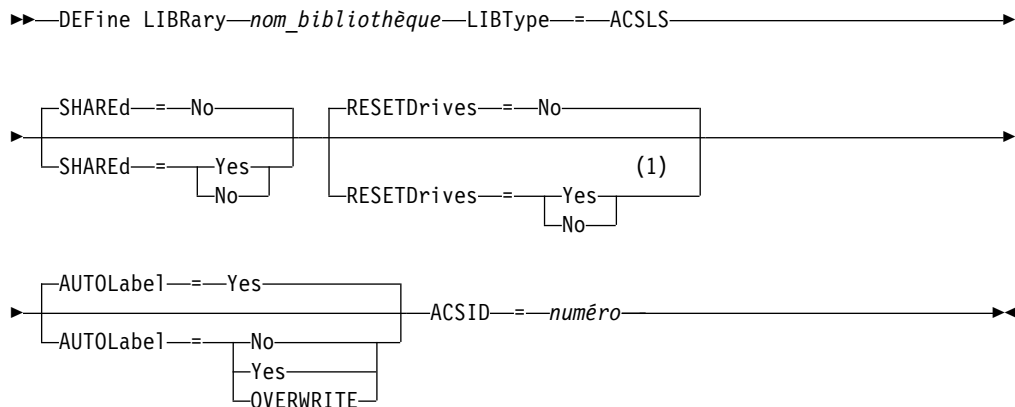 DEFine LIBRary nom_bibliothèque LIBType = ACSLS
SHAREd = No RESETDrives = No
SHAREd = Yes
No
(1)
RESETDrives = Yes
No
AUTOLabel = Yes
ACSID = numéro
AUTOLabel = No
Yes
OVERWRITE